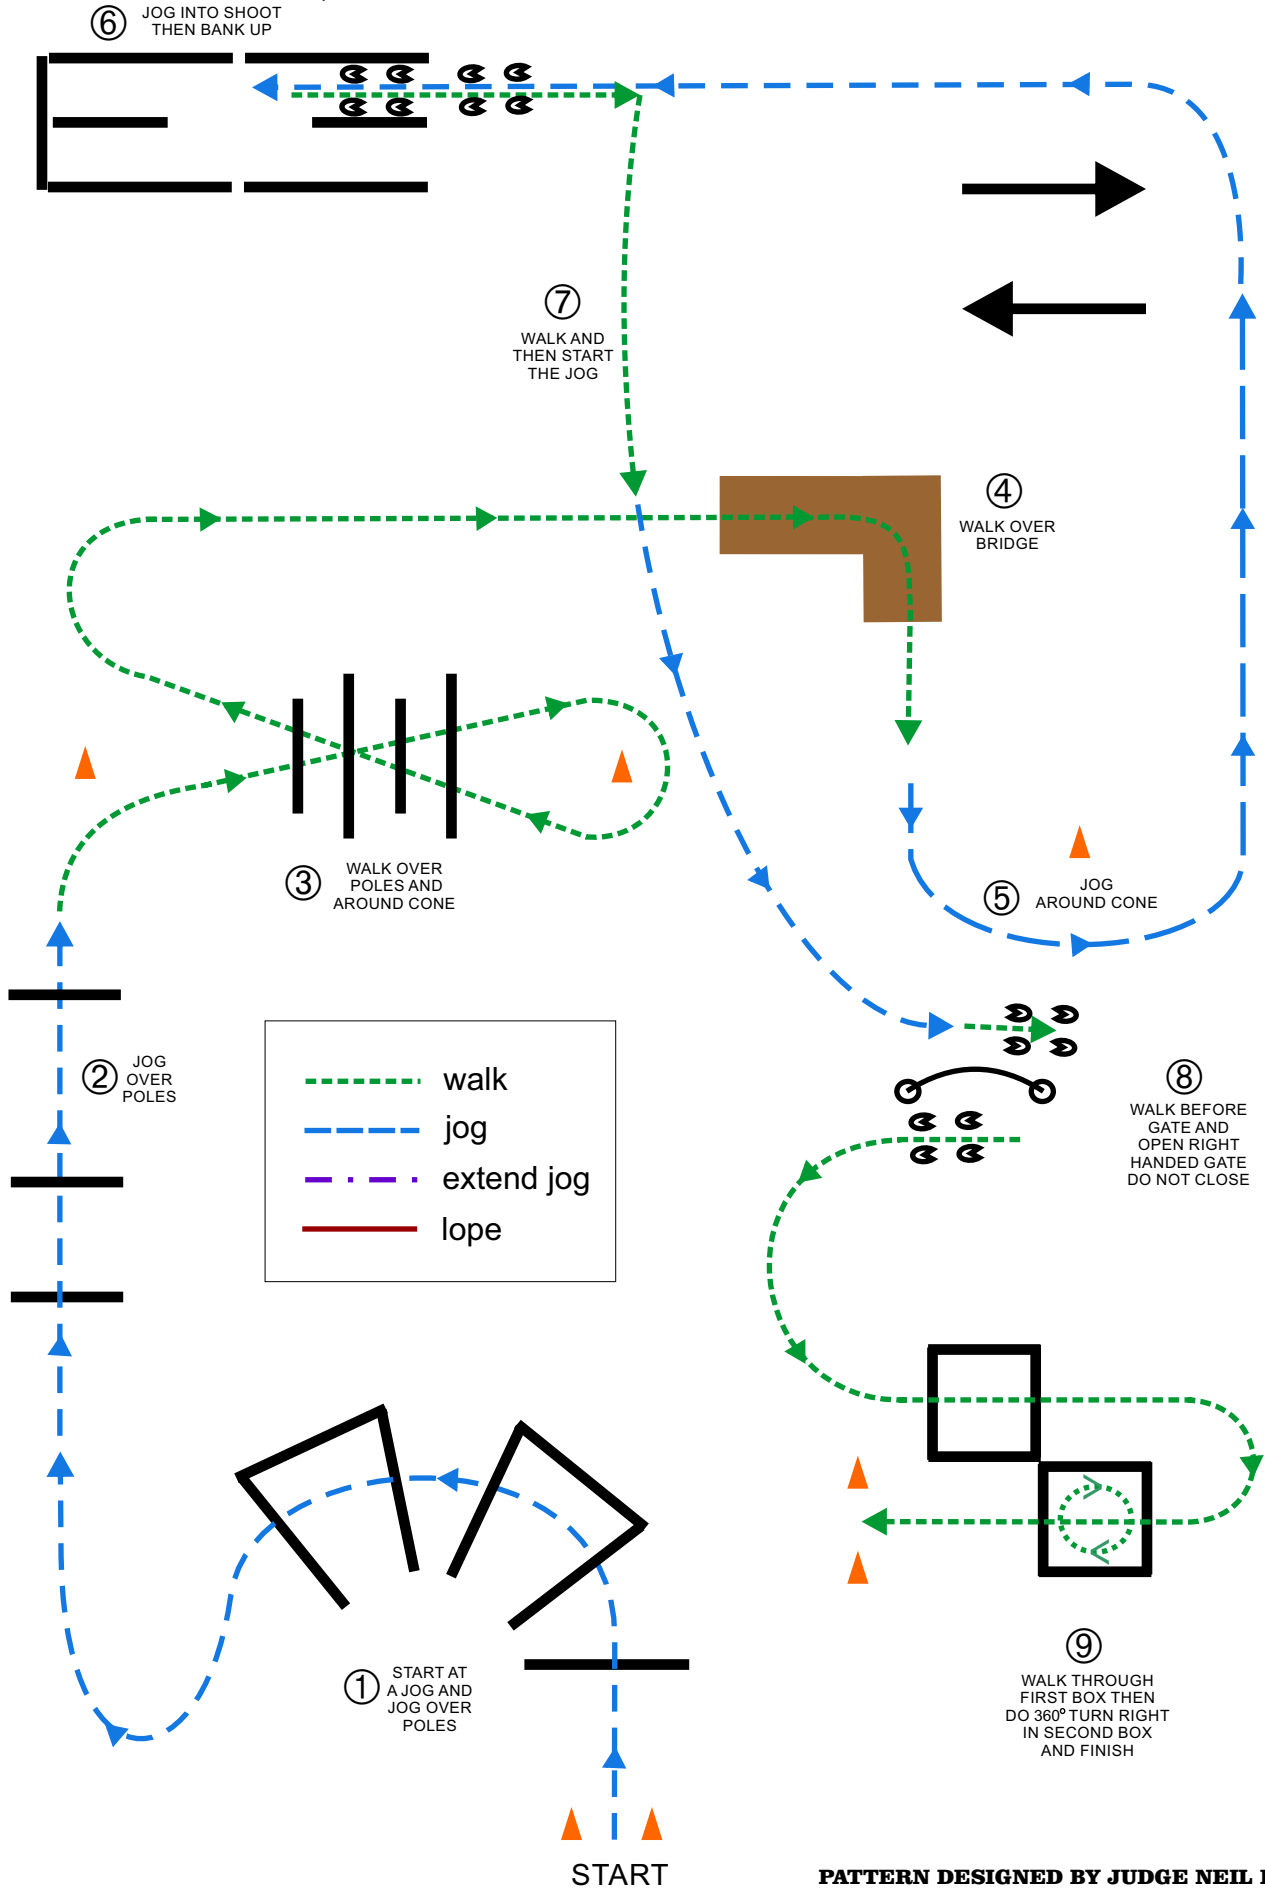 ⑥ JOG INTO SHOOT
THEN BANK UP
⑦
WALK AND
THEN START
THE JOG
④
WALK OVER
BRIDGE
③ WALK OVER
POLES AND
AROUND CONE
⑤ JOG
AROUND CONE
② JOG
OVER
POLES
walk
jog
extend jog
lope
⑧
WALK BEFORE
GATE AND
OPEN RIGHT
HANDED GATE
DO NOT CLOSE
① START AT
A JOG AND
JOG OVER
POLES
⑨
WALK THROUGH
FIRST BOX THEN
DO 360° TURN RIGHT
IN SECOND BOX
AND FINISH
START
PATTERN DESIGNED BY JUDGE NEIL